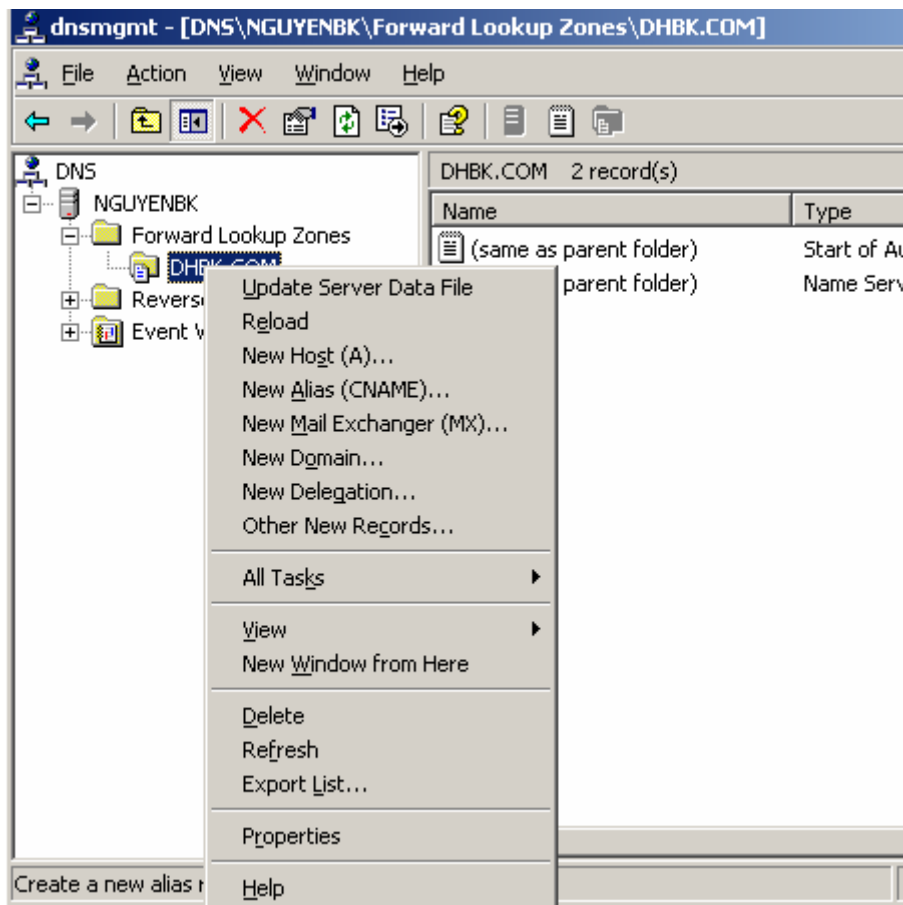 dnsmgmt - [DNS\NGUYENBK\Forward Lookup Zones\DHBK.COM]
File Action View Window Help
DNS
NGUYENBK
Forward Lookup Zones
DHBK.COM
Event
DHBK.COM 2 record(s)
Name Type
(same as parent folder) Start of
parent folder) Name
Update Server Data File
Reload
New Host (A)...
New Alias (CNAME)...
New Mail Exchanger (MX)...
New Domain...
New Delegation...
Other New Records...
All Tasks
View
New Window from Here
Delete
Refresh
Export List...
Properties
Help
Create a new alias